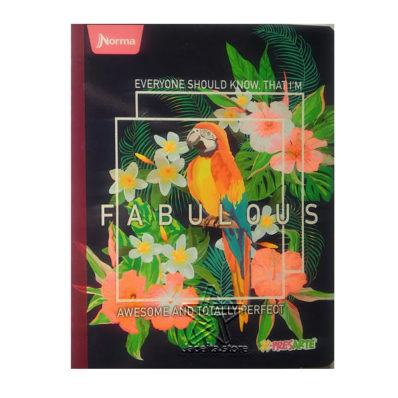 Norma
EVERYONE SHOULD KNOW, THAT I'M
FABULOUS
AWESOME AND TOTALLY PERFECT
X-PRESARTE